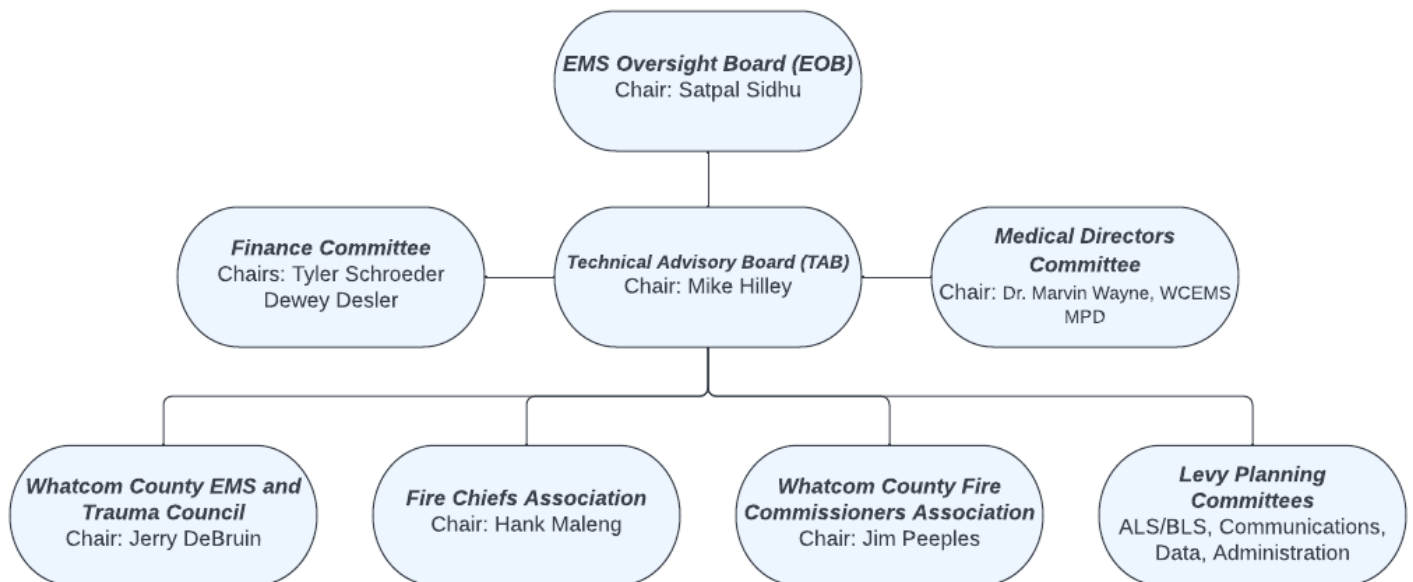 EMS Oversight Board (EOB)
Chair: Satpal Sidhu
Finance Committee
Chairs: Tyler Schroeder
Dewey Desler
Technical Advisory Board (TAB)
Chair: Mike Hilley
Medical Directors
Committee
Chair: Dr. Marvin Wayne, WCEMS
MPD
Whatcom County EMS and
Trauma Council
Chair: Jerry DeBruin
Fire Chiefs Association
Chair: Hank Maleng
Whatcom County Fire
Commissioners Association
Chair: Jim Peeples
Levy Planning
Committees
ALS/BLS, Communications,
Data, Administration